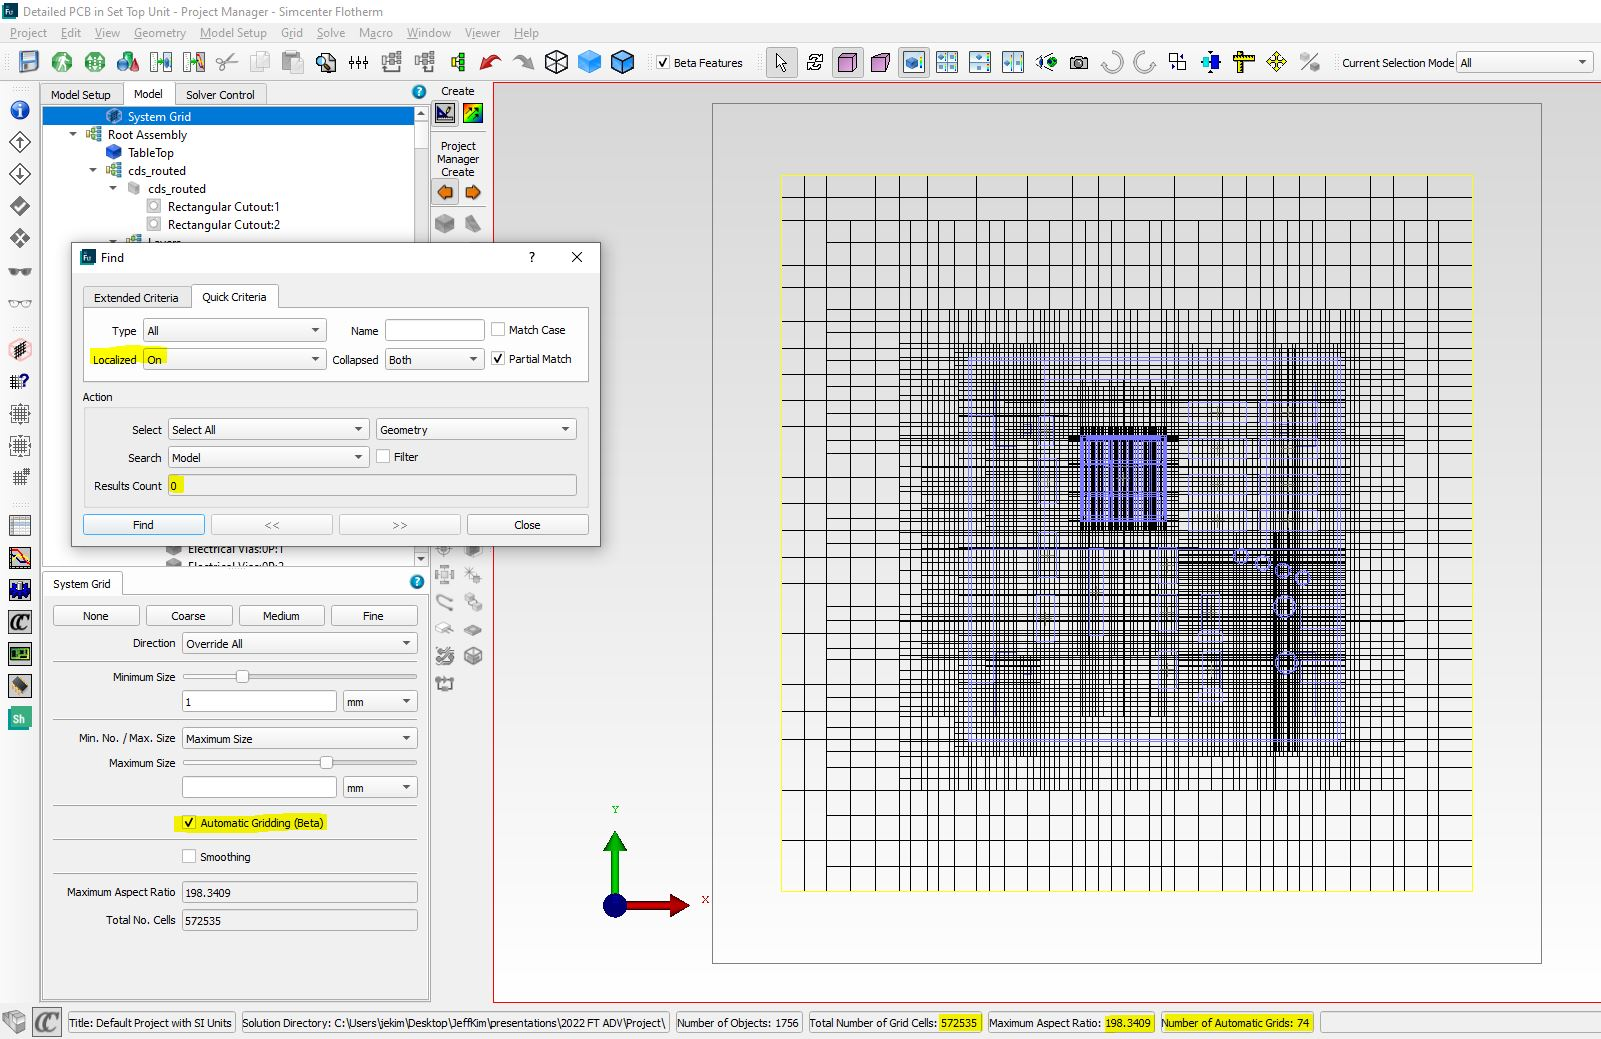 Detailed PCB in Set Top Unit - Project Manager - Simcenter Flotherm
Project Edit View Geometry Model Setup Grid Solve Macro Window Viewer Help
Beta Features
Current Selection Mode All
Model Setup Model Solver Control
Create
System Grid
Root Assembly
TableTop
cds_routed
cds_routed
Rectangular Cutout:1
Rectangular Cutout:2
Layers
Project
Manager
Create
Find
Extended Criteria Quick Criteria
Type All Name Match Case
Localized On Collapsed Both Partial Match
Action
Select Select All Geometry
Search Model Filter
Results Count 0
Find << >> Close
Electrical Vias:0P:1
Electrical Vias:0P:2
System Grid
None Coarse Medium Fine
Direction Override All
Minimum Size
1 mm
Min. No. / Max. Size Maximum Size
Maximum Size
mm
Automatic Gridding (Beta)
Smoothing
Maximum Aspect Ratio 198.3409
Total No. Cells 572535
Y
X
Sh
Title: Default Project with SI Units Solution Directory: C:\Users\jekim\Desktop\JeffKim\presentations\2022 FT ADV\Project\ Number of Objects: 1756 Total Number of Grid Cells: 572535 Maximum Aspect Ratio: 198.3409 Number of Automatic Grids: 74